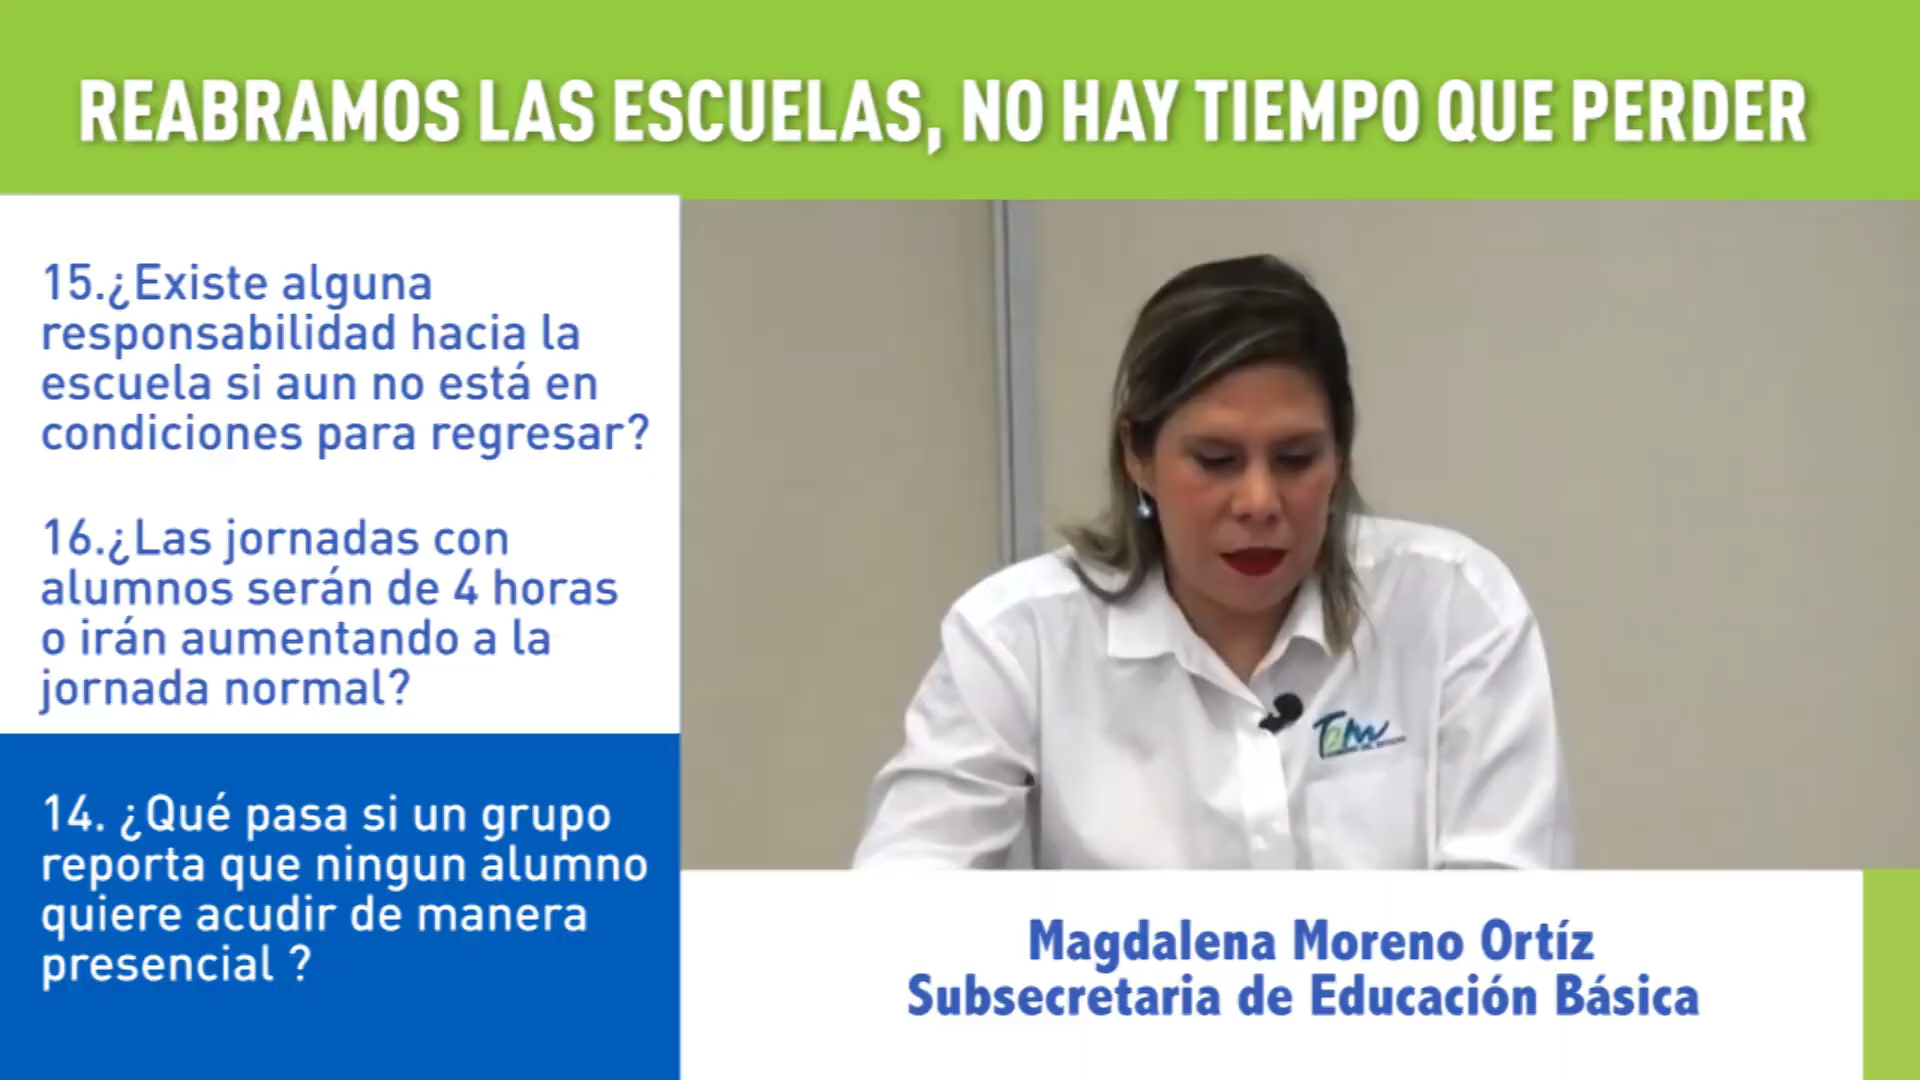 REABRAMOS LAS ESCUELAS, NO HAY TIEMPO QUE PERDER
15.¿Existe alguna
responsabilidad hacia la
escuela si aun no está en
condiciones para regresar?
16.¿Las jornadas con
alumnos serán de 4 horas
o irán aumentando a la
jornada normal?
14. ¿Qué pasa si un grupo
reporta que ningun alumno
quiere acudir de manera
presencial ?
Tam
Magdalena Moreno Ortíz
Subsecretaria de Educación Básica